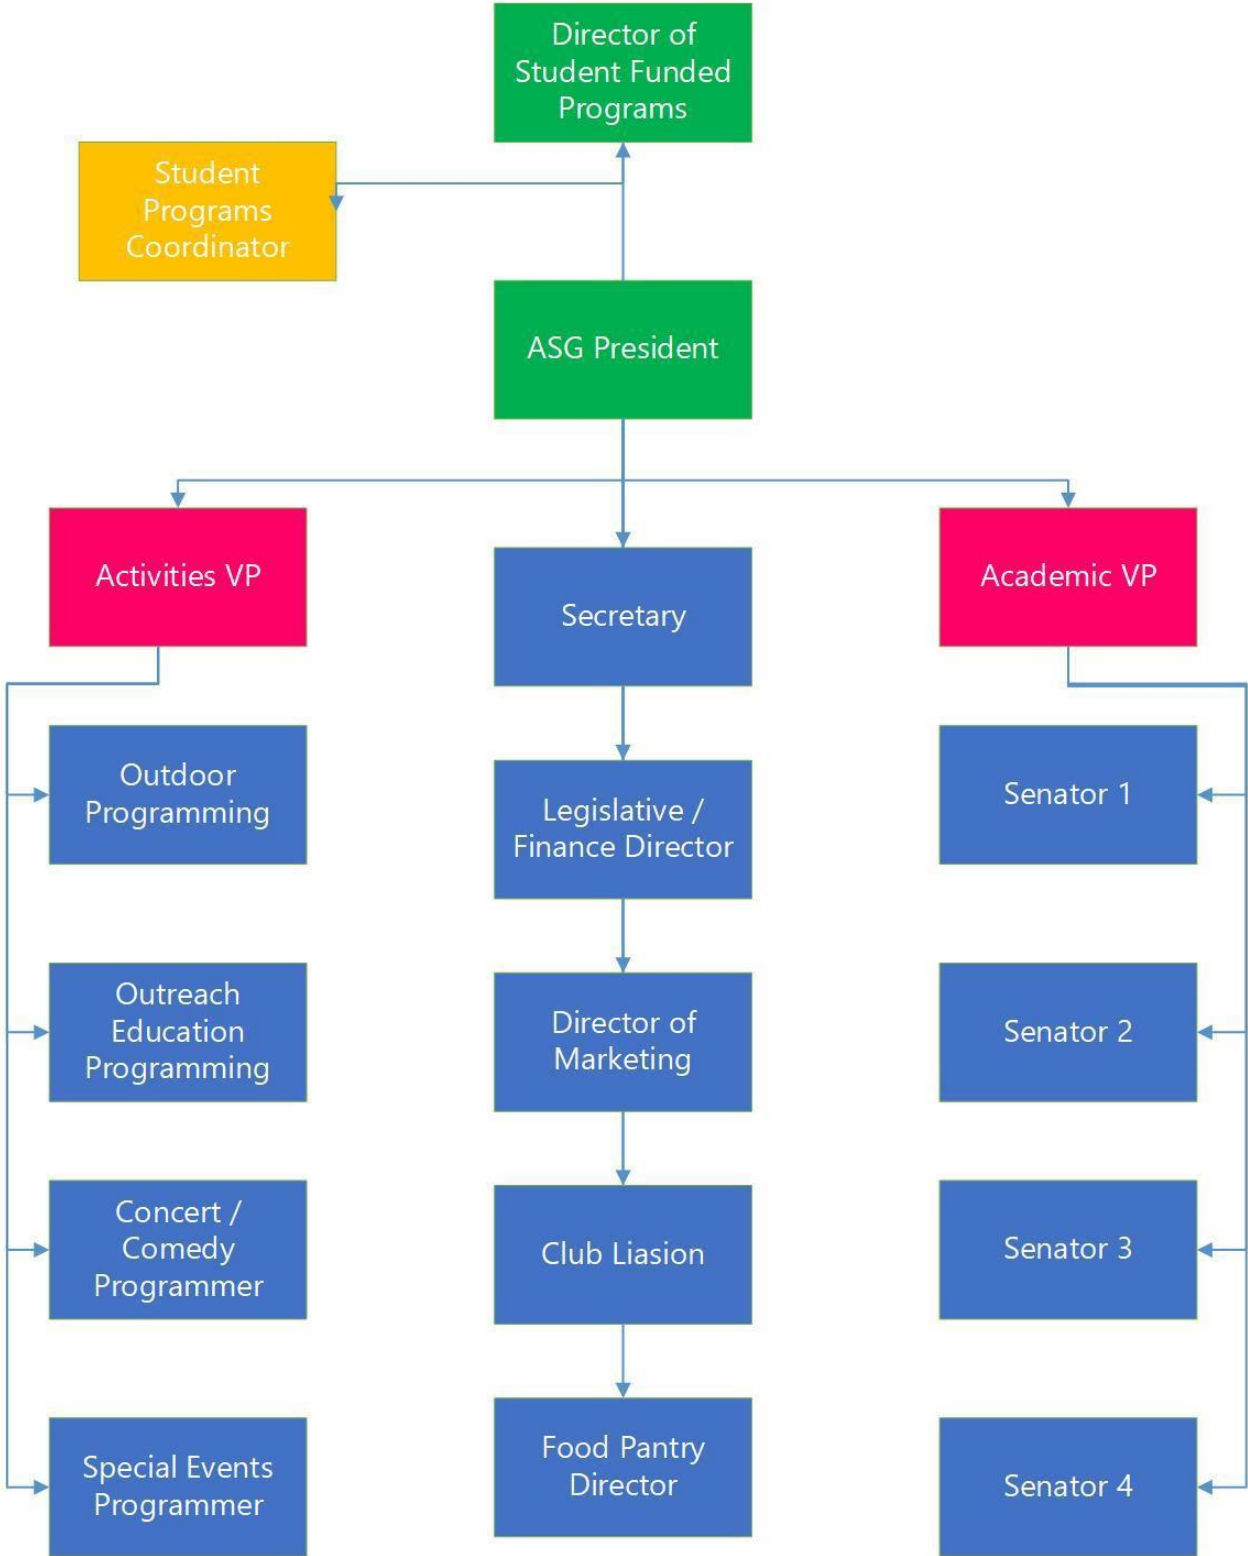 Director of
Student Funded
Programs
Student
Programs
Coordinator
ASG President
Activities VP
Secretary
Academic VP
Outdoor
Programming
Legislative /
Finance Director
Senator 1
Outreach
Education
Programming
Director of
Marketing
Senator 2
Concert /
Comedy
Programmer
Club Liasion
Senator 3
Special Events
Programmer
Food Pantry
Director
Senator 4